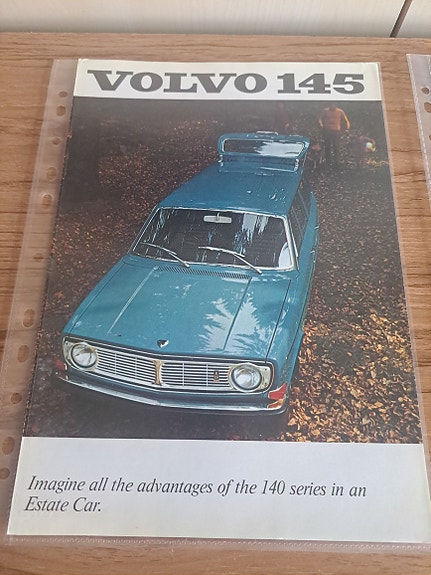 VOLVO 145
Imagine all the advantages of the 140 series in an
Estate Car.